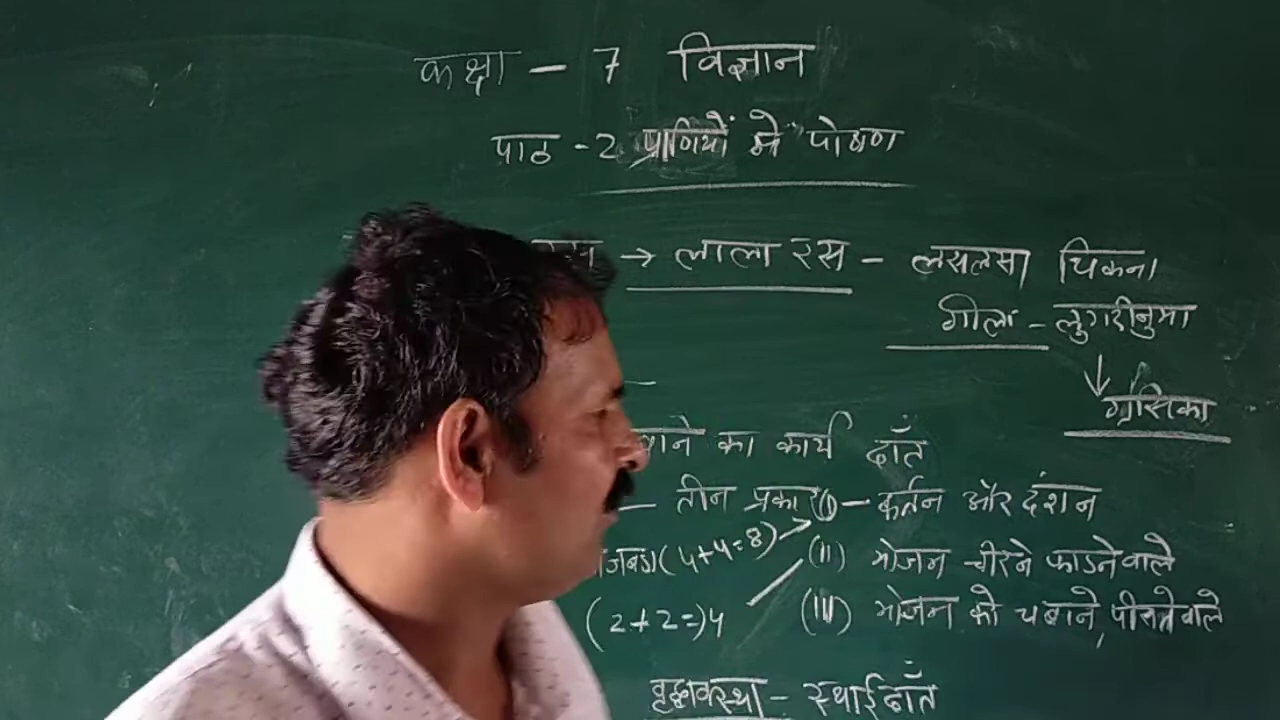 कक्षा - 7 विज्ञान
पाठ - 2 प्राणियों मे पोषण
→ लाला रस - लसलसा चिकना
गीला - लुगदीनुमा
↓
ग्रासिका
का कार्य दाँत
— तीन प्रकार (i) - कर्तन और दंशन
(4+4=8) → (ii) भोजन चीरने फाडने वाले
(2+2=)4 (iii) भोजन को चबाने, पीसने वाले
वृद्धावस्था - स्थाई दाँत